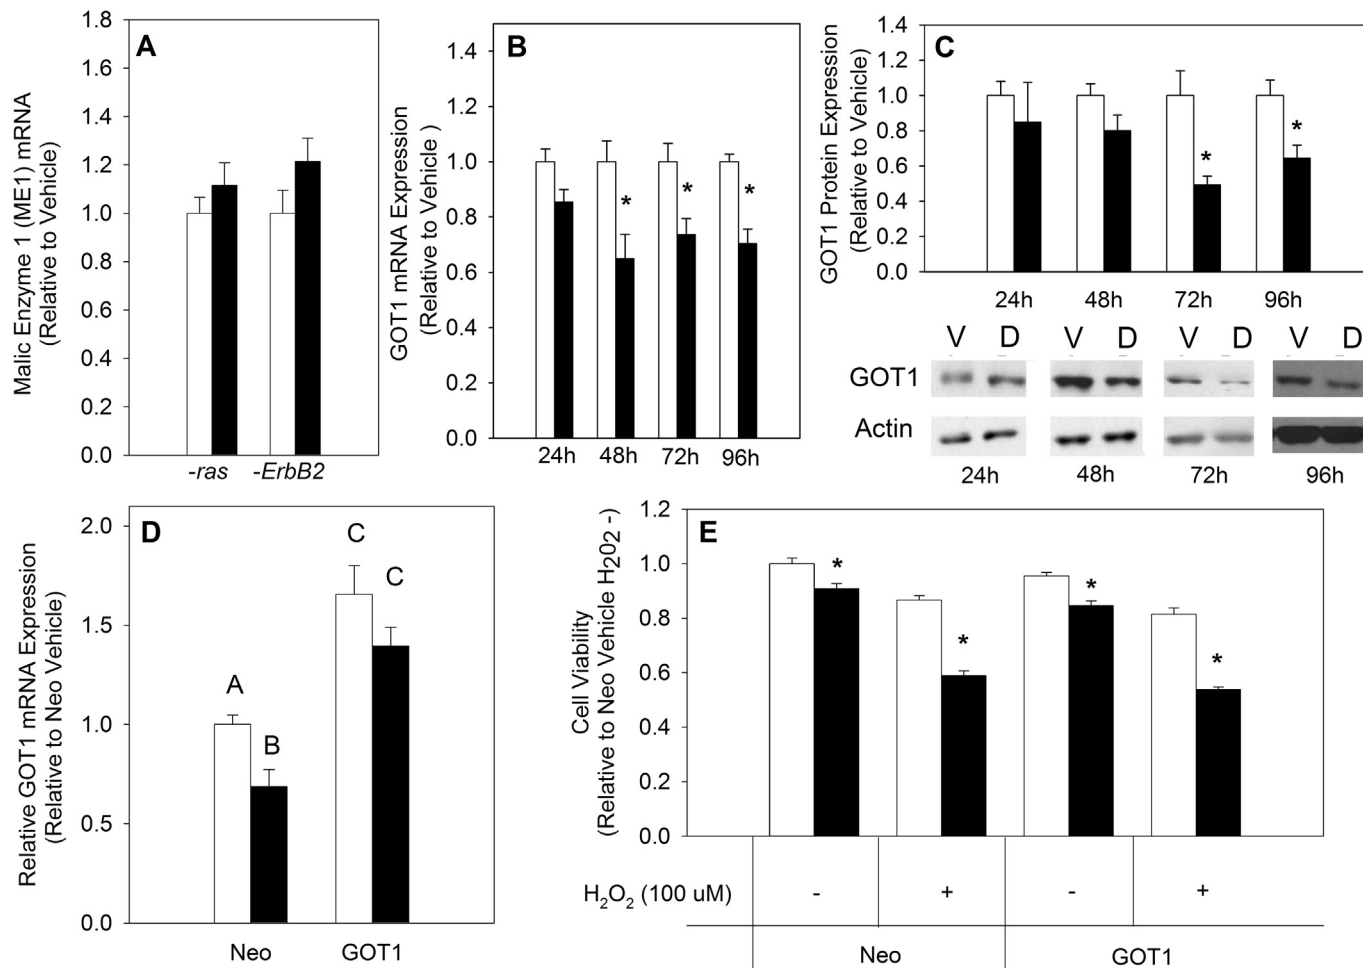 A
Malic Enzyme 1 (ME1) mRNA
(Relative to Vehicle)
1.8
1.6
1.4
1.2
1.0
0.8
0.6
0.4
0.2
0.0
-ras -ErbB2
B
GOT1 mRNA Expression
(Relative to Vehicle )
1.4
1.2
1.0
0.8
0.6
0.4
0.2
0.0
* * *
24h 48h 72h 96h
C
GOT1 Protein Expression
(Relative to Vehicle)
1.4
1.2
1.0
0.8
0.6
0.4
0.2
0.0
* *
24h 48h 72h 96h
V D V D V D V D
GOT1
Actin
24h 48h 72h 96h
D
Relative GOT1 mRNA Expression
(Relative to Neo Vehicle)
2.0
1.5
1.0
0.5
0.0
A B C C
Neo GOT1
E
Cell Viability
(Relative to Neo Vehicle H202 -)
1.2
1.0
0.8
0.6
0.4
0.2
0.0
* * * *
H2O2 (100 uM) - + - +
Neo GOT1